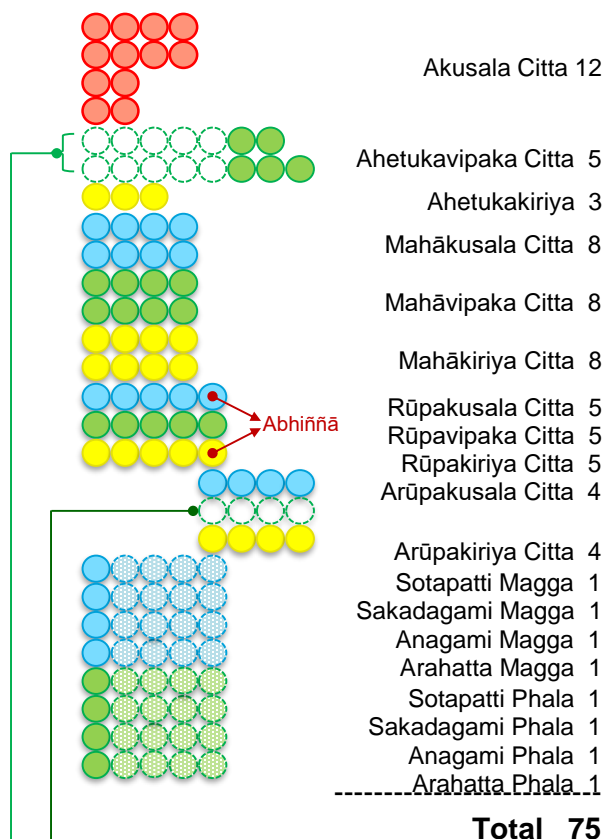 Akusala Citta 12
Ahetukavipaka Citta 5
Ahetukakiriya 3
Mahākusala Citta 8
Mahāvipaka Citta 8
Mahākiriya Citta 8
Rūpakusala Citta 5
Abhiññā
Rūpavipaka Citta 5
Rūpakiriya Citta 5
Arūpakusala Citta 4
Arūpakiriya Citta 4
Sotapatti Magga 1
Sakadagami Magga 1
Anagami Magga 1
Arahatta Magga 1
Sotapatti Phala 1
Sakadagami Phala 1
Anagami Phala 1
Arahatta Phala 1
Total 75